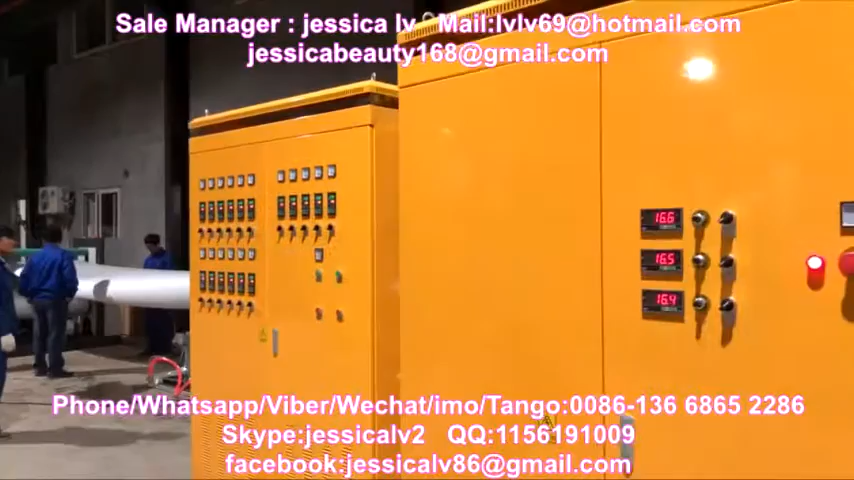 Sale Manager : jessica lv   Mail:lvlv69@hotmail.com
jessicabeauty168@gmail.com
16.6
16.5
16.4
Phone/WhatsApp/Viber/Wechat/imo/Tango:0086-136 6865 2286
Skype:jessicalv2   QQ:1156191009
facebook:jessicalv86@gmail.com